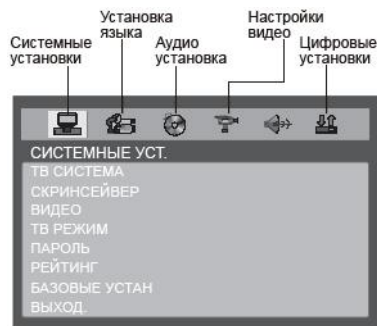 Системные
установки
Установка
языка
Аудио
установка
Настройки
видео
Цифровые
установки
СИСТЕМНЫЕ УСТ.
ТВ СИСТЕМА
СКРИНСЕЙВЕР
ВИДЕО
ТВ РЕЖИМ
ПАРОЛЬ
РЕЙТИНГ
БАЗОВЫЕ УСТАН
ВЫХОД.